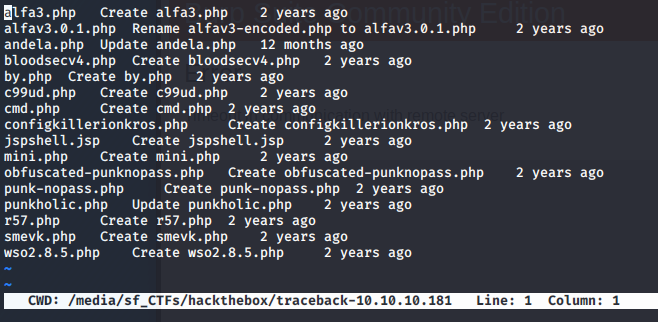 alfa3.php Create alfa3.php 2 years ago
alfav3.0.1.php Rename alfav3-encoded.php to alfav3.0.1.php 2 years ago
andela.php Update andela.php 12 months ago
bloodsecv4.php Create bloodsecv4.php 2 years ago
by.php Create by.php 2 years ago
c99ud.php Create c99ud.php 2 years ago
cmd.php Create cmd.php 2 years ago
configkillerionkros.php Create configkillerionkros.php 2 years ago
jspshell.jsp Create jspshell.jsp 2 years ago
mini.php Create mini.php 2 years ago
obfuscated-punknopass.php Create obfuscated-punknopass.php 2 years ago
punk-nopass.php Create punk-nopass.php 2 years ago
punkholic.php Update punkholic.php 2 years ago
r57.php Create r57.php 2 years ago
smevk.php Create smevk.php 2 years ago
wso2.8.5.php Create wso2.8.5.php 2 years ago
~
~
CWD: /media/sf_CTFs/hackthebox/traceback-10.10.10.181 Line: 1 Column: 1